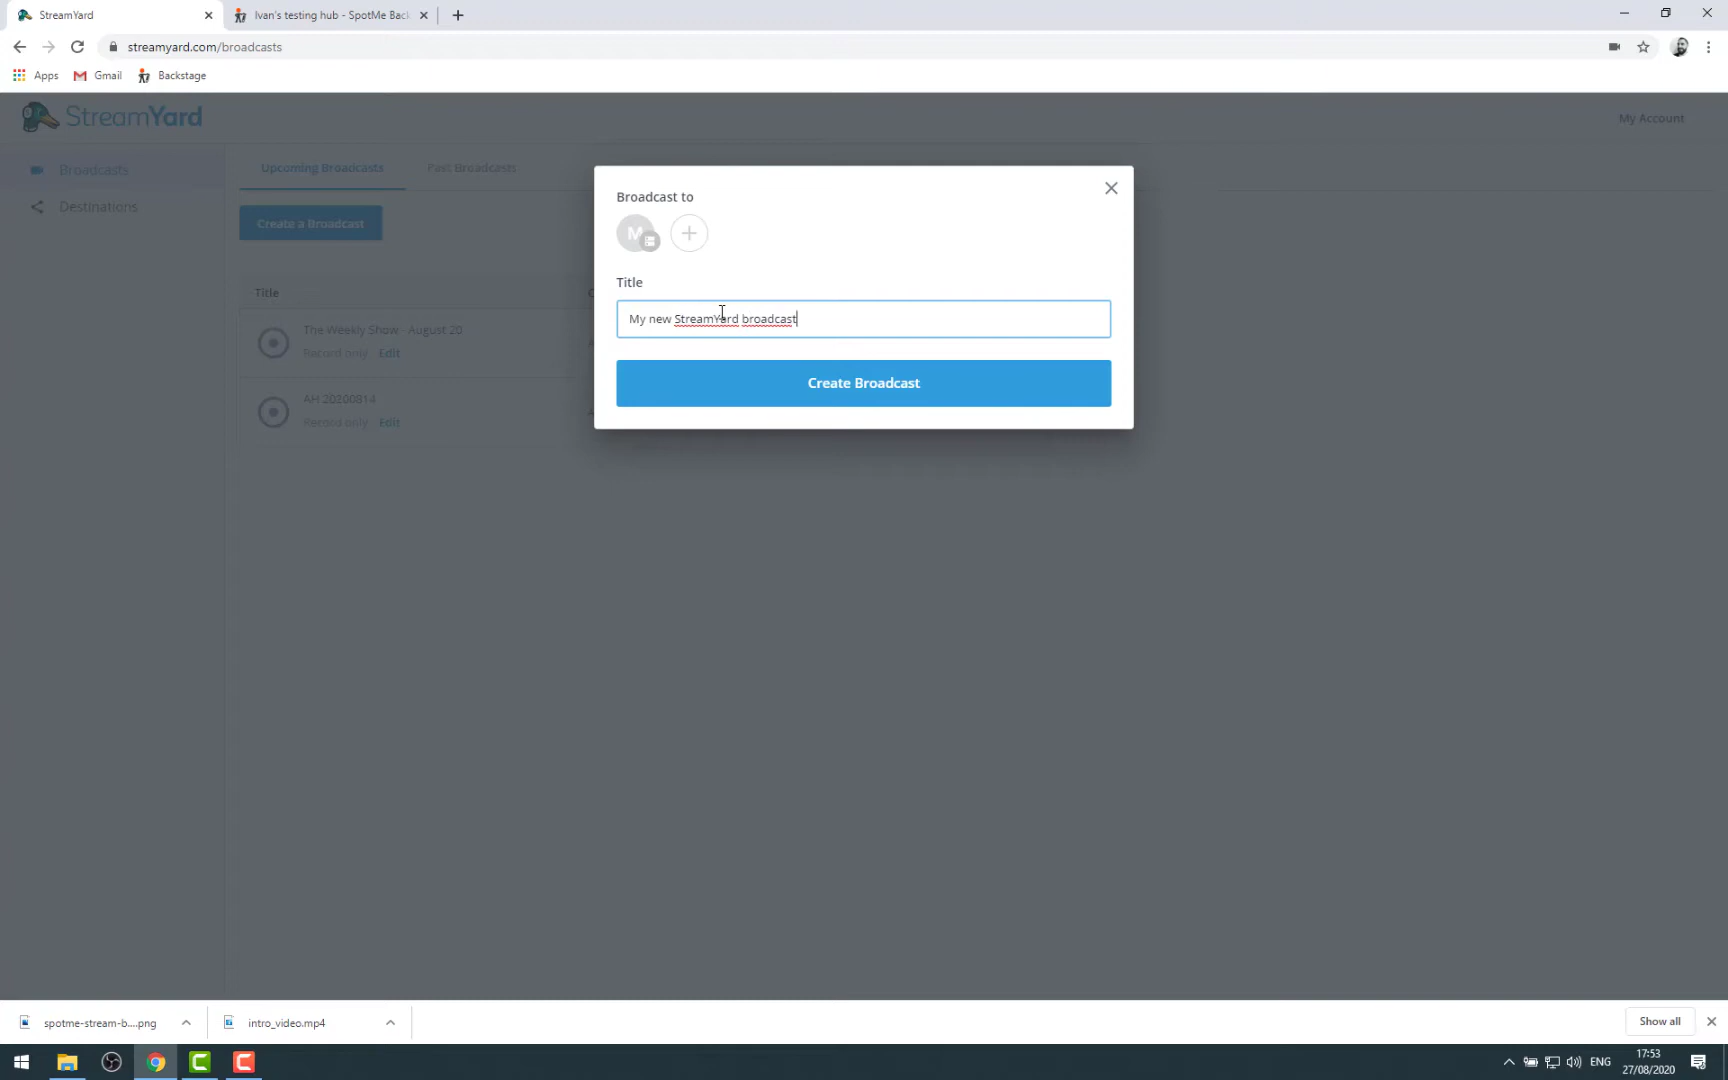 StreamYard
Ivan's testing hub - SpotMe Back
streamyard.com/broadcasts
Apps
Gmail
Backstage
StreamYard
My Account
Broadcasts
Destinations
Upcoming Broadcasts
Past Broadcasts
Create a Broadcast
Title
The Weekly Show - August 20
Record only Edit
AH 20200814
Record only Edit
Broadcast to
M
Title
My new StreamYard broadcast
Create Broadcast
spotme-stream-b....png
intro_video.mp4
Show all
ENG
17:53
27/08/2020